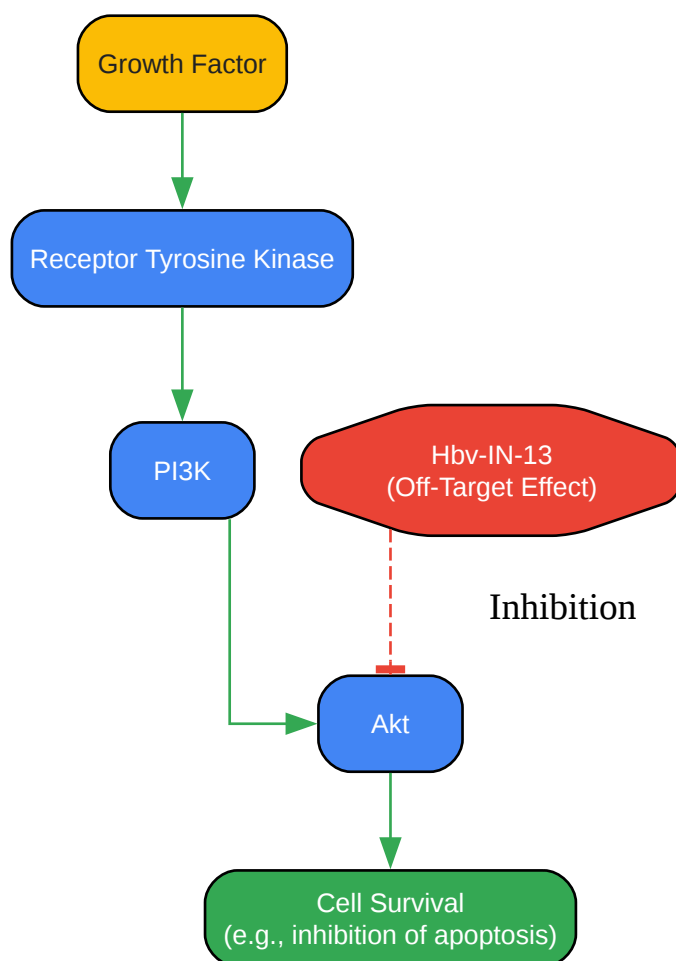 Growth Factor
Receptor Tyrosine Kinase
PI3K
Hbv-IN-13
(Off-Target Effect)
Inhibition
Akt
Cell Survival
(e.g., inhibition of apoptosis)